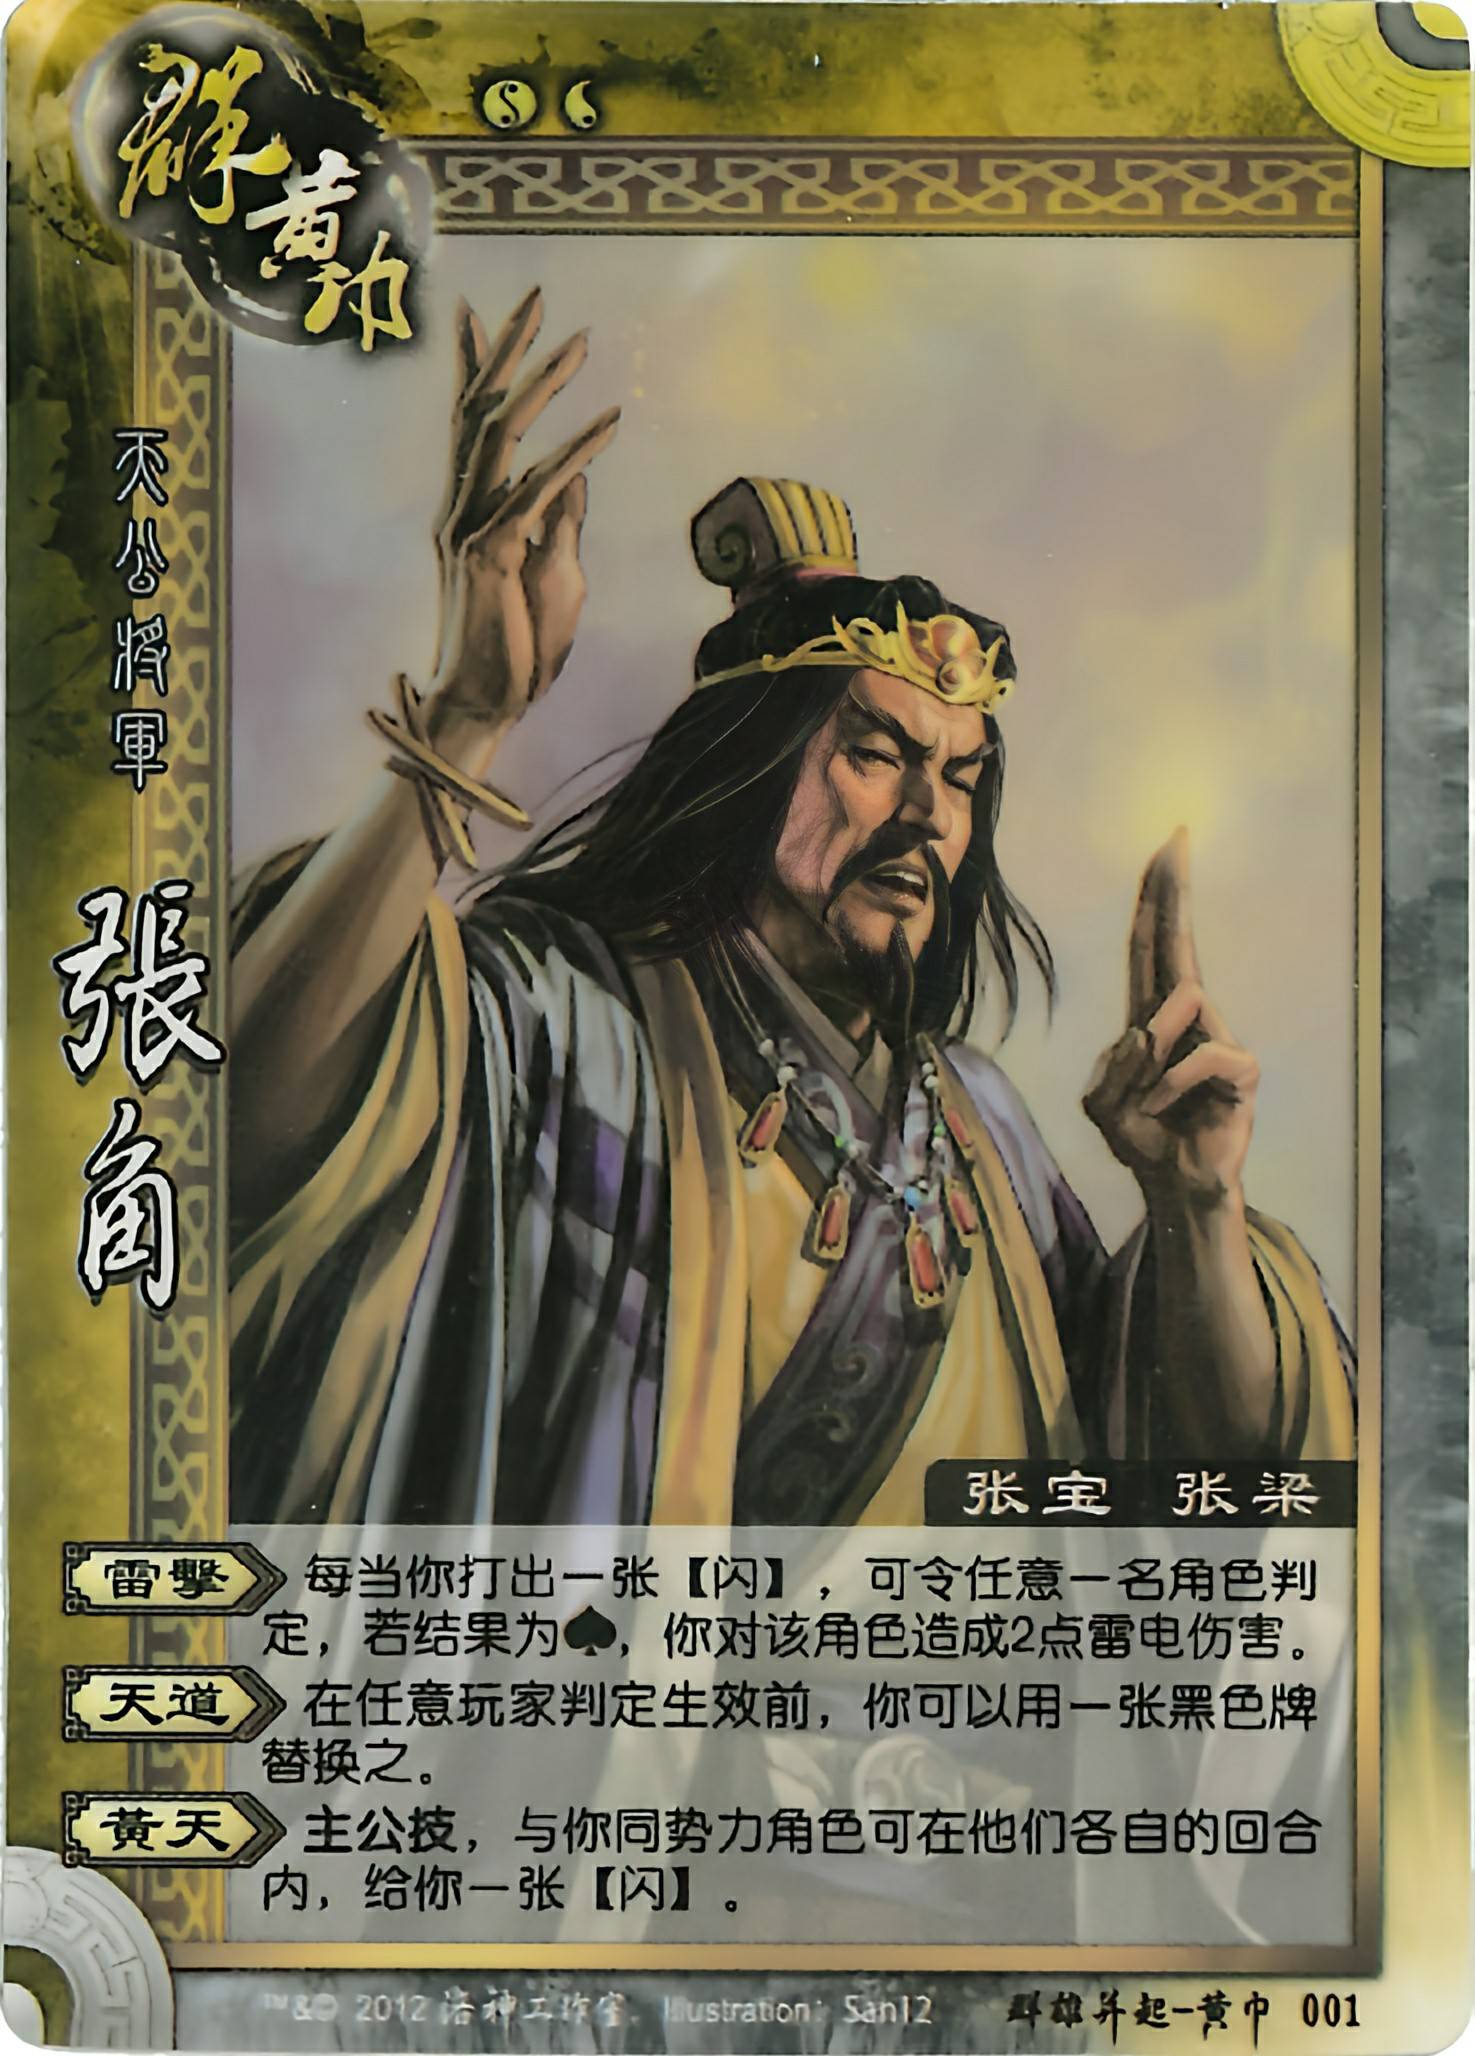 群
黄巾
天公將軍
張角
张宝 张梁
雷擊 每当你打出一张【闪】，可令任意一名角色判
定，若结果为♠，你对该角色造成2点雷电伤害。
天道 在任意玩家判定生效前，你可以用一张黑色牌
替换之。
黄天 主公技，与你同势力角色可在他们各自的回合
内，给你一张【闪】。
™&© 2012 洛神工作室. Illustration: San12
群雄并起-黄巾 001